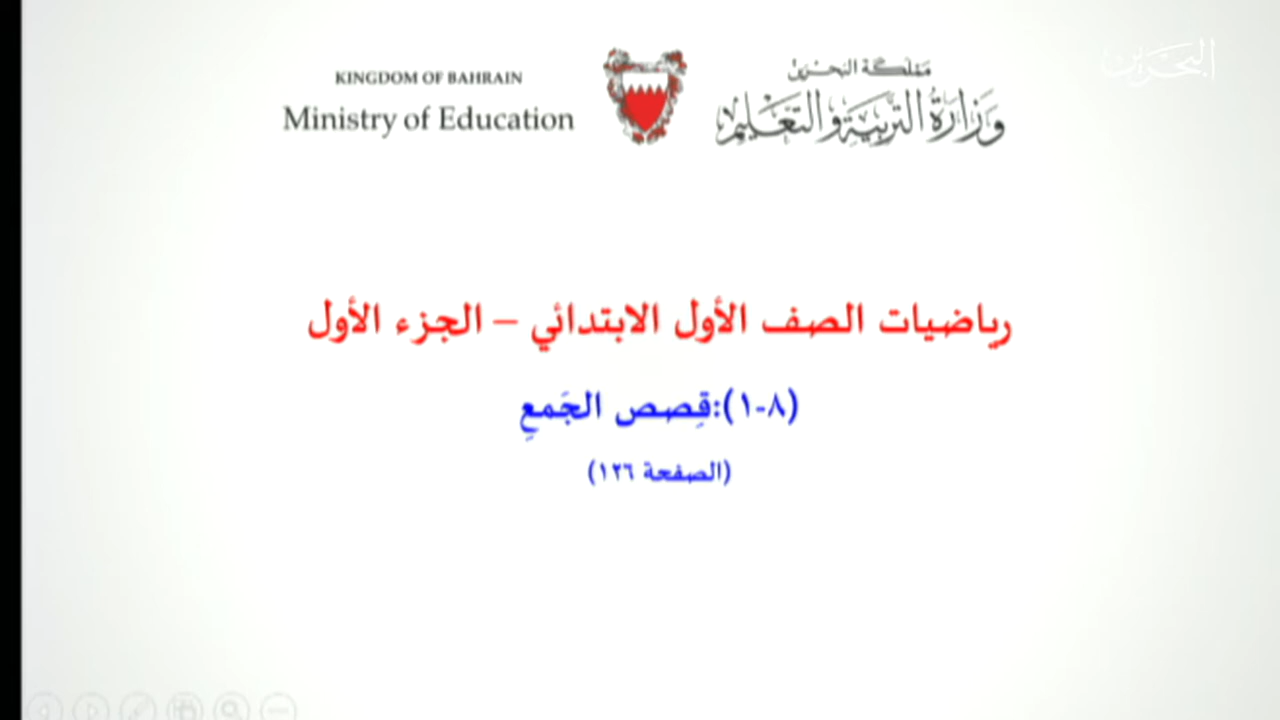 KINGDOM OF BAHRAIN
Ministry of Education
مملكة البحرين
وزارة التربية والتعليم
البحرين
رياضيات الصف الأول الابتدائي – الجزء الأول
(٨-١):قِصص الجَمعِ
(الصفحة ١٢٦)